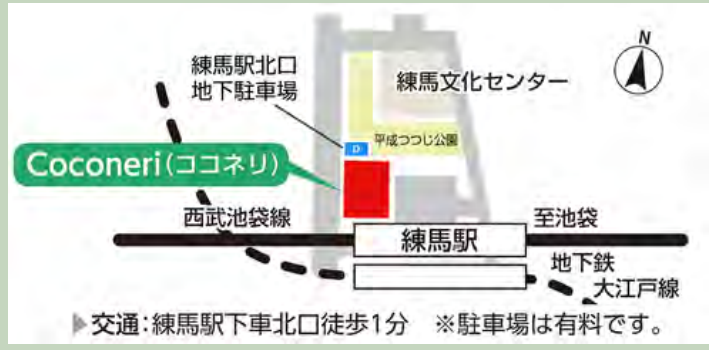 N
練馬駅北口
地下駐車場
練馬文化センター
P
平成つつじ公園
Coconeri(ココネリ)
西武池袋線
練馬駅
至池袋
地下鉄
大江戸線
▶交通:練馬駅下車北口徒歩1分 ※駐車場は有料です。